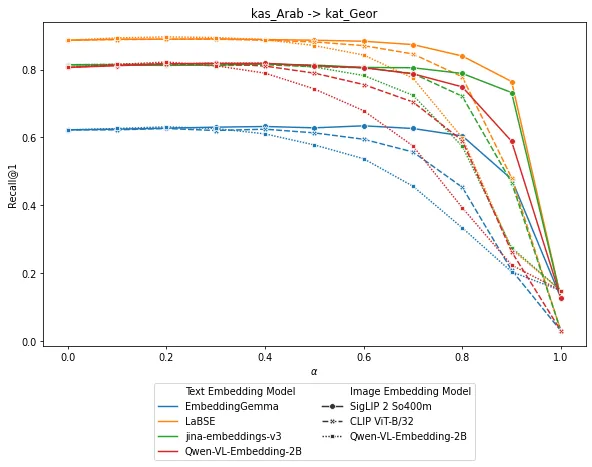 kas_Arab -> kat_Geor
Recall@1
0.8
0.6
0.4
0.2
0.0
0.0 0.2 0.4 0.6 0.8 1.0
α
Text Embedding Model
EmbeddingGemma
LaBSE
jina-embeddings-v3
Qwen-VL-Embedding-2B
Image Embedding Model
SigLIP 2 So400m
CLIP ViT-B/32
Qwen-VL-Embedding-2B